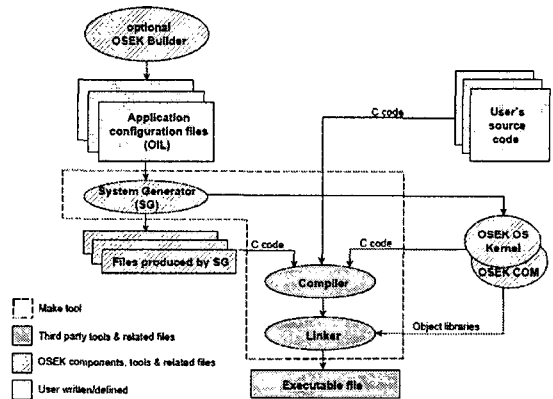 optional
OSEK Builder
Application
configuration files
(OIL)
C code
User's
source
code
System Generator
(SG)
Files produced by SG
C code
C code
OSEK OS
Kernel
OSEK COM
Compiler
Linker
Object libraries
Executable file
Make tool
Third party tools & related files
OSEK components, tools & related files
User written/defined